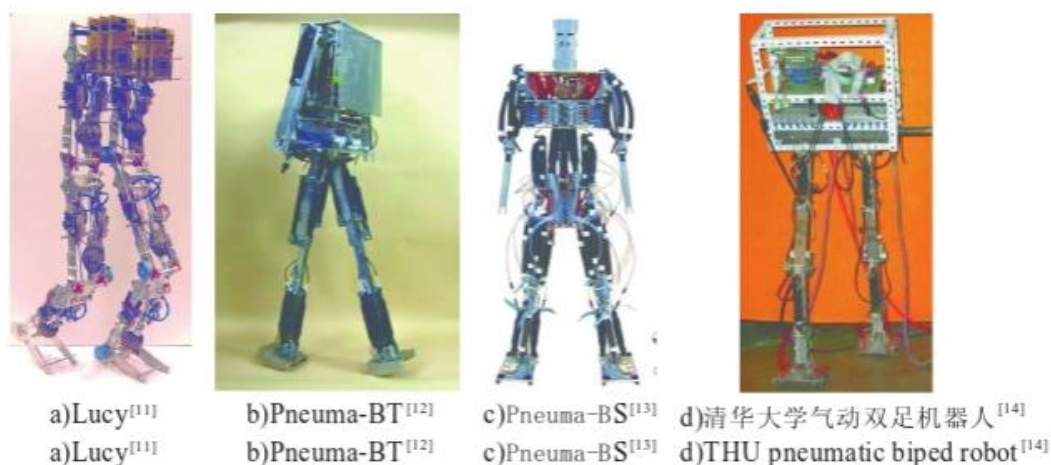 a)Lucy[11] b)Pneuma-BT[12] c)Pneuma-BS[13] d)清华大学气动双足机器人[14]
a)Lucy[11] b)Pneuma-BT[12] c)Pneuma-BS[13] d)THU pneumatic biped robot[14]